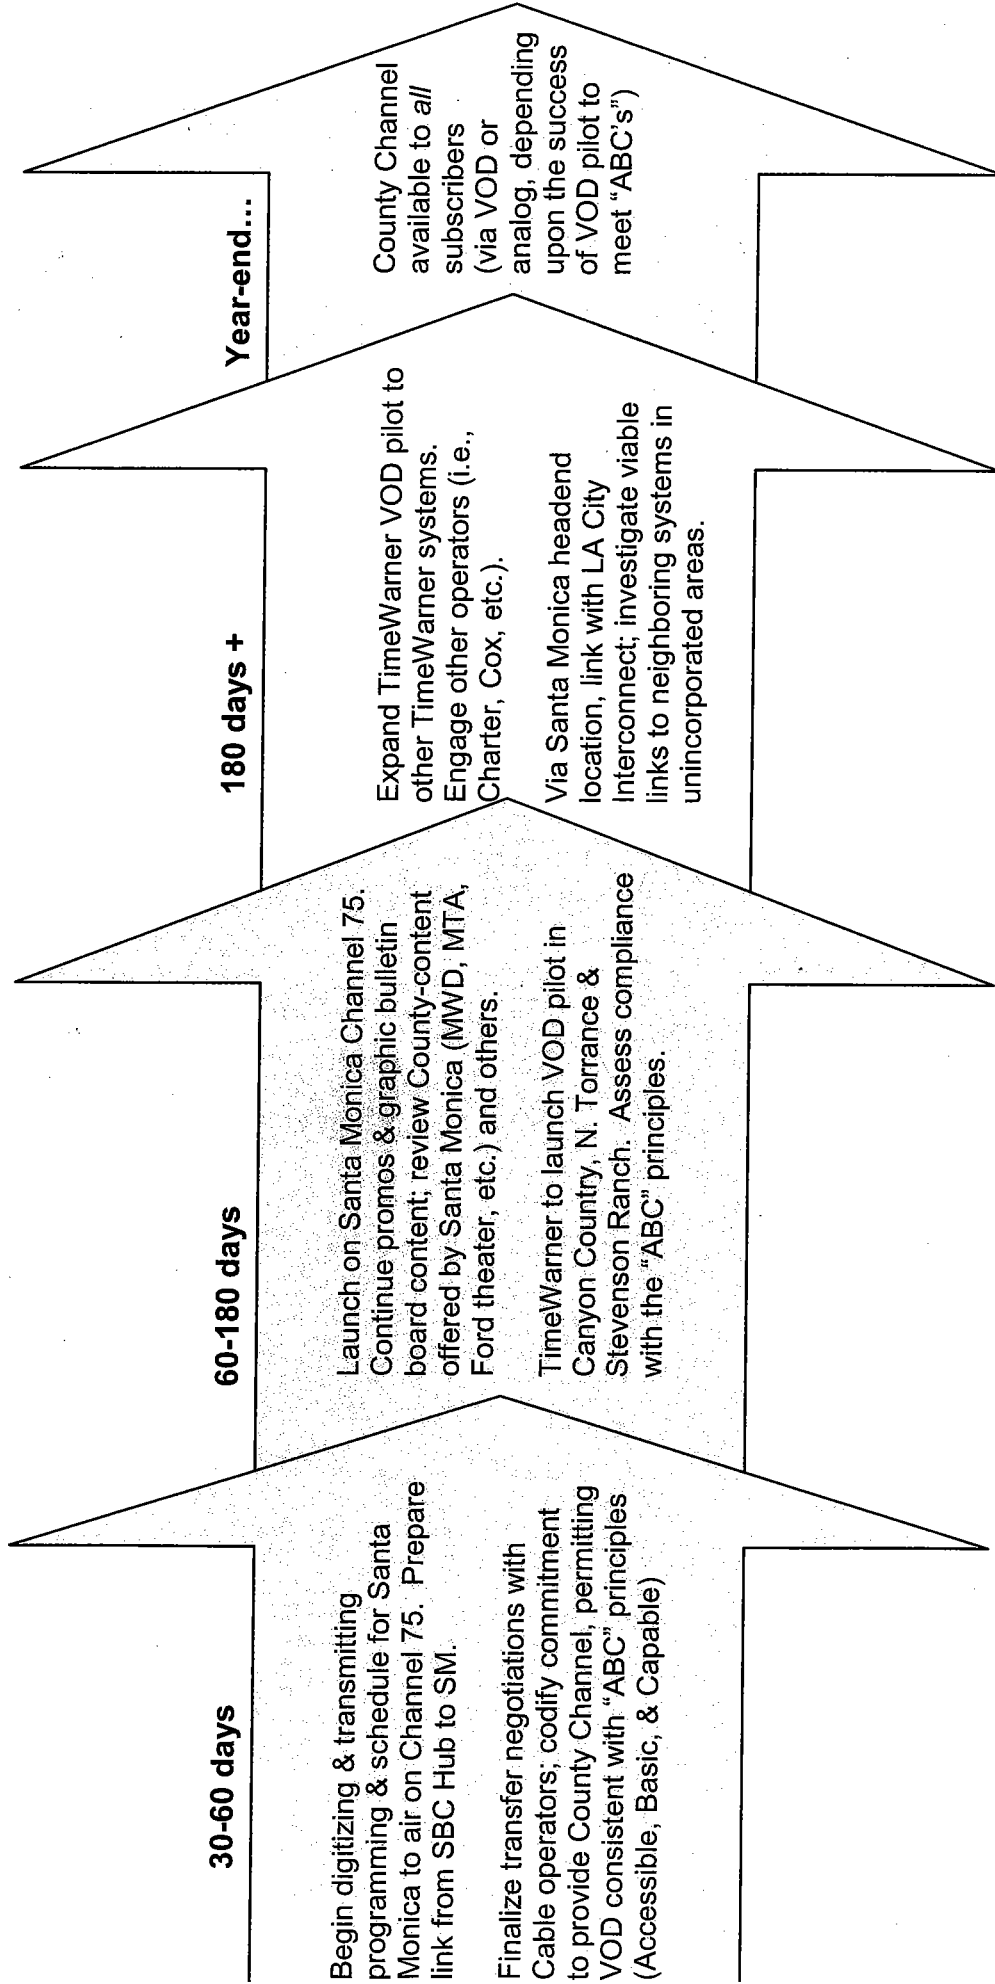 30-60 days
Begin digitizing & transmitting
programming & schedule for Santa
Monica to air on Channel 75. Prepare
link from SBC Hub to SM.
Finalize transfer negotiations with
Cable operators; codify commitment
to provide County Channel, permitting
VOD consistent with "ABC" principles
(Accessible, Basic, & Capable)
60-180 days
Launch on Santa Monica Channel 75.
Continue promos & graphic bulletin
board content; review County-content
offered by Santa Monica (MWD, MTA,
Ford theater, etc.) and others.
TimeWarner to launch VOD pilot in
Canyon Country, N. Torrance &
Stevenson Ranch. Assess compliance
with the "ABC" principles.
180 days +
Expand TimeWarner VOD pilot to
other TimeWarner systems.
Engage other operators (i.e.,
Charter, Cox, etc.).
Via Santa Monica headend
location, link with LA City
Interconnect; investigate viable
links to neighboring systems in
unincorporated areas.
Year-end...
County Channel
available to all
subscribers
(via VOD or
analog, depending
upon the success
of VOD pilot to
meet "ABC's")